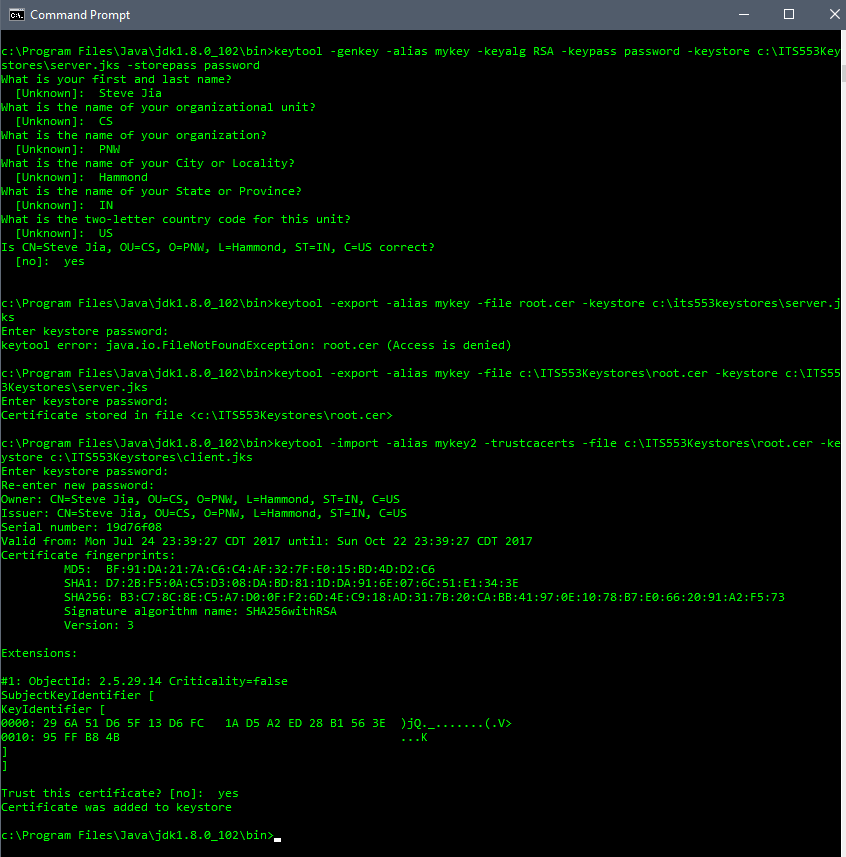 Command Prompt
c:\Program Files\Java\jdk1.8.0_102\bin>keytool -genkey -alias mykey -keyalg RSA -keypass password -keystore c:\ITS553Key
stores\server.jks -storepass password
What is your first and last name?
  [Unknown]:  Steve Jia
What is the name of your organizational unit?
  [Unknown]:  CS
What is the name of your organization?
  [Unknown]:  PNW
What is the name of your City or Locality?
  [Unknown]:  Hammond
What is the name of your State or Province?
  [Unknown]:  IN
What is the two-letter country code for this unit?
  [Unknown]:  US
Is CN=Steve Jia, OU=CS, O=PNW, L=Hammond, ST=IN, C=US correct?
  [no]:  yes
c:\Program Files\Java\jdk1.8.0_102\bin>keytool -export -alias mykey -file root.cer -keystore c:\its553keystores\server.j
ks
Enter keystore password:
keytool error: java.io.FileNotFoundException: root.cer (Access is denied)
c:\Program Files\Java\jdk1.8.0_102\bin>keytool -export -alias mykey -file c:\ITS553Keystores\root.cer -keystore c:\ITS55
3Keystores\server.jks
Enter keystore password:
Certificate stored in file <c:\ITS553Keystores\root.cer>
c:\Program Files\Java\jdk1.8.0_102\bin>keytool -import -alias mykey2 -trustcacerts -file c:\ITS553Keystores\root.cer -ke
ystore c:\ITS553Keystores\client.jks
Enter keystore password:
Re-enter new password:
Owner: CN=Steve Jia, OU=CS, O=PNW, L=Hammond, ST=IN, C=US
Issuer: CN=Steve Jia, OU=CS, O=PNW, L=Hammond, ST=IN, C=US
Serial number: 19d76f08
Valid from: Mon Jul 24 23:39:27 CDT 2017 until: Sun Oct 22 23:39:27 CDT 2017
Certificate fingerprints:
         MD5:  BF:91:DA:21:7A:C6:C4:AF:32:7F:E0:15:BD:4D:D2:C6
         SHA1: D7:2B:F5:0A:C5:D3:08:DA:BD:81:1D:DA:91:6E:07:6C:51:E1:34:3E
         SHA256: B3:C7:8C:8E:C5:A7:D0:0F:F2:6D:4E:C9:18:AD:31:7B:20:CA:BB:41:97:0E:10:78:B7:E0:66:20:91:A2:F5:73
         Signature algorithm name: SHA256withRSA
         Version: 3
Extensions:
#1: ObjectId: 2.5.29.14 Criticality=false
SubjectKeyIdentifier [
KeyIdentifier [
0000: 29 6A 51 D6 5F 13 D6 FC   1A D5 A2 ED 28 B1 56 3E  )jQ._.......(.V>
0010: 95 FF B8 4B                                        ...K
]
]
Trust this certificate? [no]:  yes
Certificate was added to keystore
c:\Program Files\Java\jdk1.8.0_102\bin>